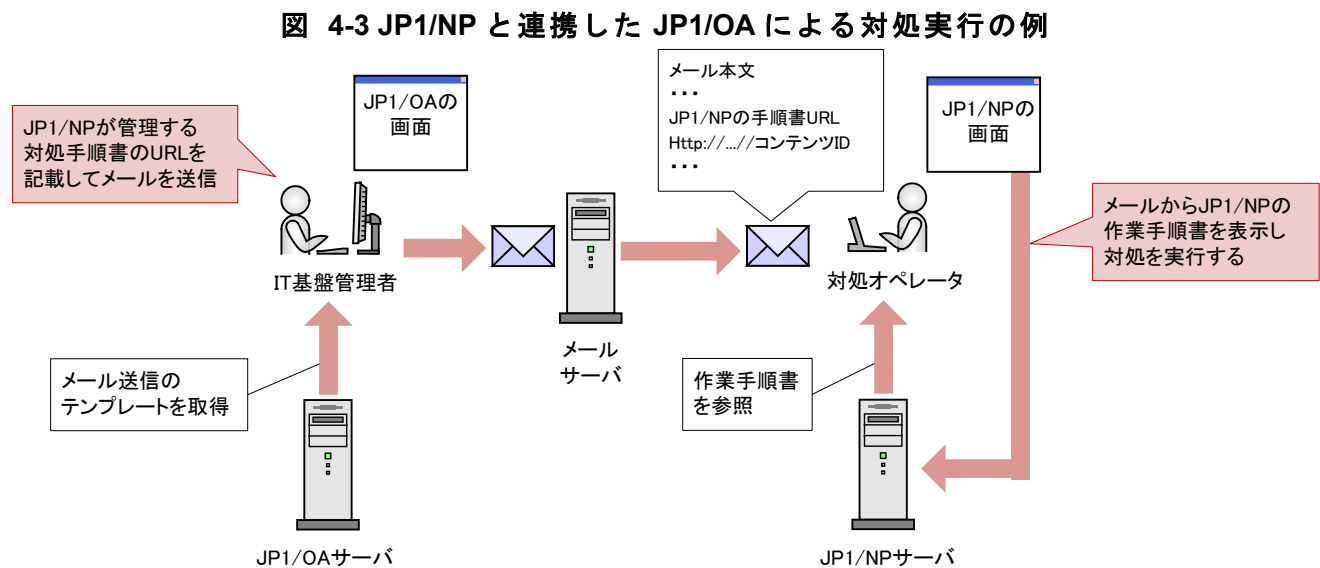 図 4-3 JP1/NP と連携した JP1/OA による対処実行の例
JP1/NPが管理する
対処手順書のURLを
記載してメールを送信
JP1/OAの
画面
メール本文
・・・
JP1/NPの手順書URL
Http://...//コンテンツID
・・・
JP1/NPの
画面
メールからJP1/NPの
作業手順書を表示し
対処を実行する
IT基盤管理者
対処オペレータ
メール
サーバ
メール送信の
テンプレートを取得
作業手順書
を参照
JP1/OAサーバ
JP1/NPサーバ